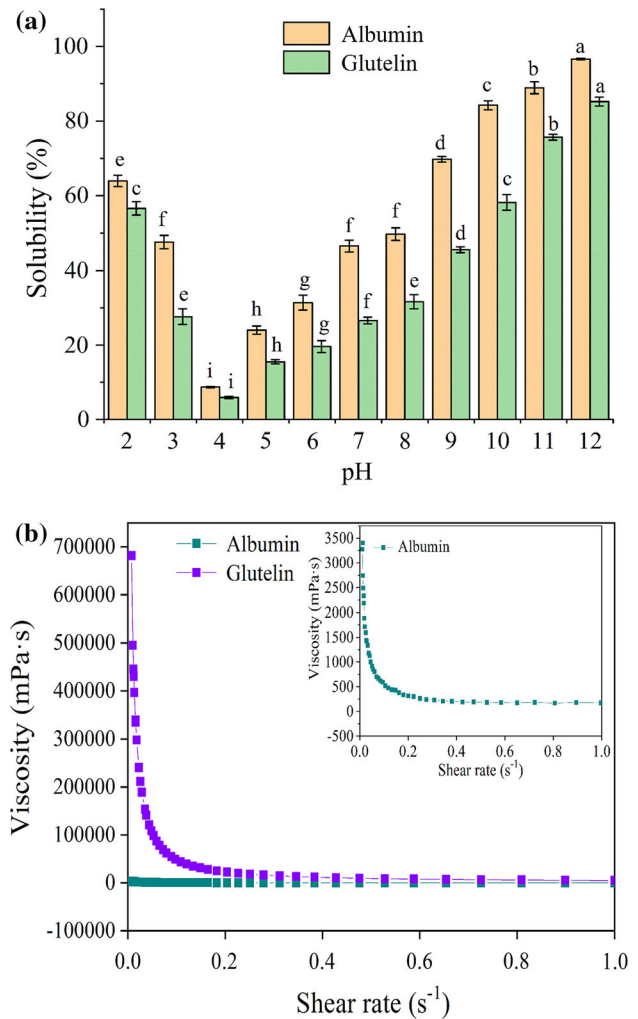 (a)
Albumin
Glutelin
Solubility (%)
100
80
60
40
20
0
e c
f e
i i
h h
g g
f f
f e
d d
c c
b b
a a
2 3 4 5 6 7 8 9 10 11 12
pH
(b)
Albumin
Glutelin
Viscosity (mPa·s)
700000
600000
500000
400000
300000
200000
100000
0
-100000
0.0 0.2 0.4 0.6 0.8 1.0
Shear rate (s⁻¹)
Albumin
Viscosity (mPa·s)
3500
3000
2500
2000
1500
1000
500
0
-500
0.0 0.2 0.4 0.6 0.8 1.0
Shear rate (s⁻¹)